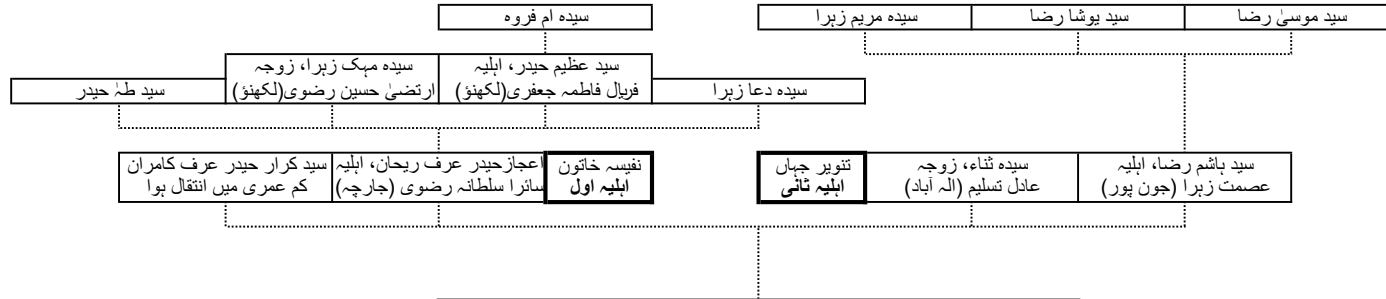 سیدہ ام فروہ
سید موسیٰ رضا
سید یوشا رضا
سیدہ مریم زہرا
سید عظیم حیدر، اہلیہ
فریال فاطمہ جعفری(لکھنؤ)
سیدہ مہک زہرا، زوجہ
ارتضیٰ حسین رضوی(لکھنؤ)
سیدہ دعا زہرا
سید طہٰ حیدر
سید ہاشم رضا، اہلیہ
عصمت زہرا (جون پور)
سیدہ ثناء، زوجہ
عادل تسلیم (الہ آباد)
تنویر جہاں
اہلیہ ثانی
نفیسہ خاتون
اہلیہ اول
اعجازحیدر عرف ریحان، اہلیہ
سائرا سلطانہ رضوی (جارچہ)
سید کرار حیدر عرف کامران
کم عمری میں انتقال ہوا